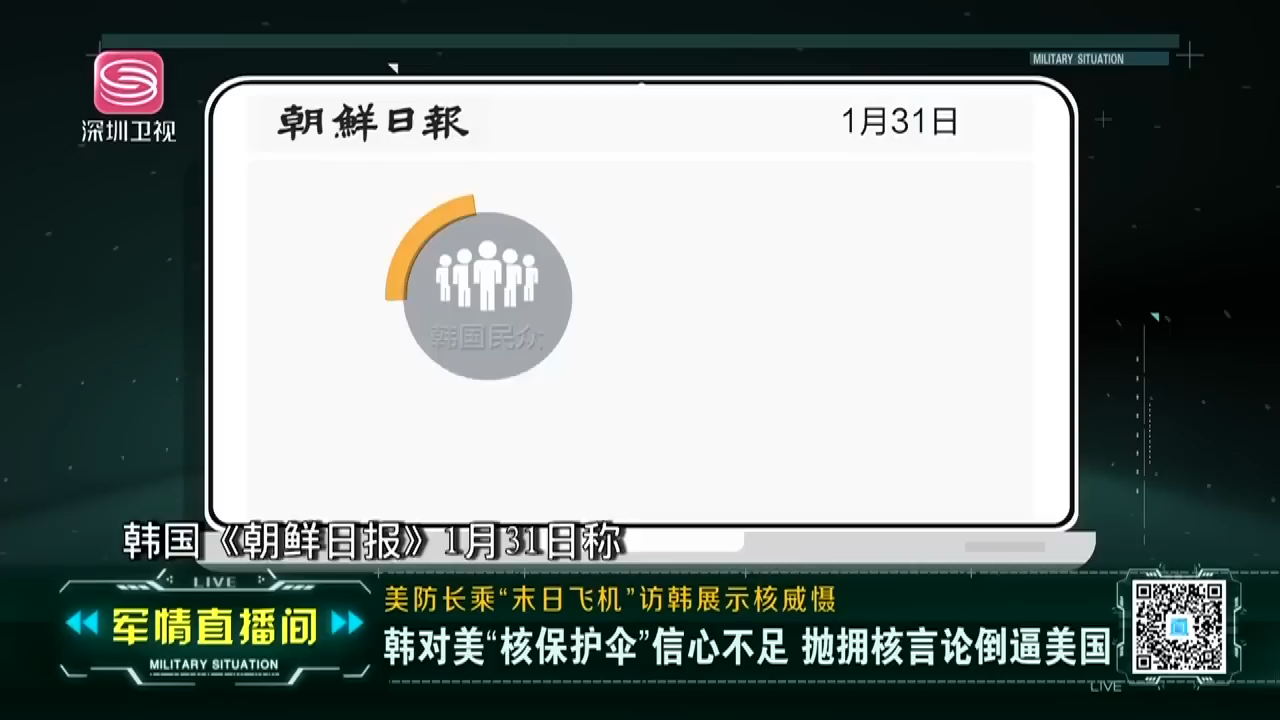 MILITARY SITUATION
深圳卫视
朝鮮日報
1月31日
韩国民众
韩国《朝鲜日报》1月31日称
LIVE
军情直播间
MILITARY SITUATION
美防长乘“末日飞机”访韩展示核威慑
韩对美“核保护伞”信心不足 抛拥核言论倒逼美国
LIVE